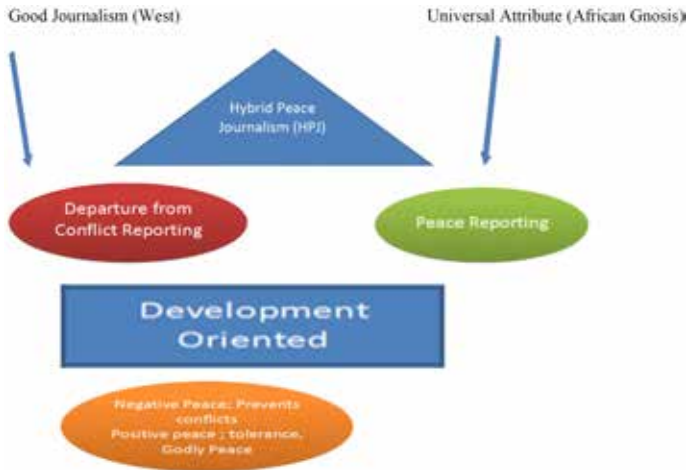 Good Journalism (West)
Universal Attribute (African Gnosis)
Hybrid Peace
Journalism (HPJ)
Departure from
Conflict Reporting
Peace Reporting
Development
Oriented
Negative Peace; Prevents
conflicts
Positive peace ; tolerance,
Godly Peace